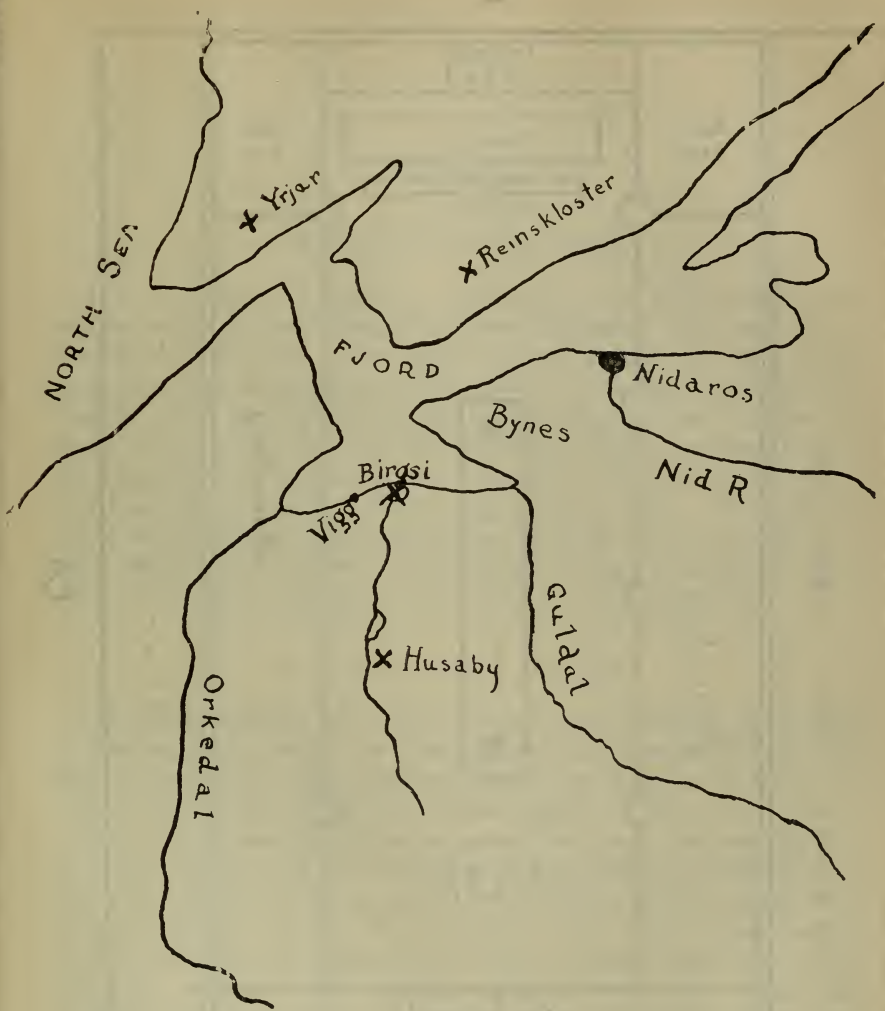 Yrjar
Reinskloster
NORTH SEA
FJORD
Nidaros
Bynes
Nid R
Birgsi
Vigg
Guldal
Husaby
Orkedal